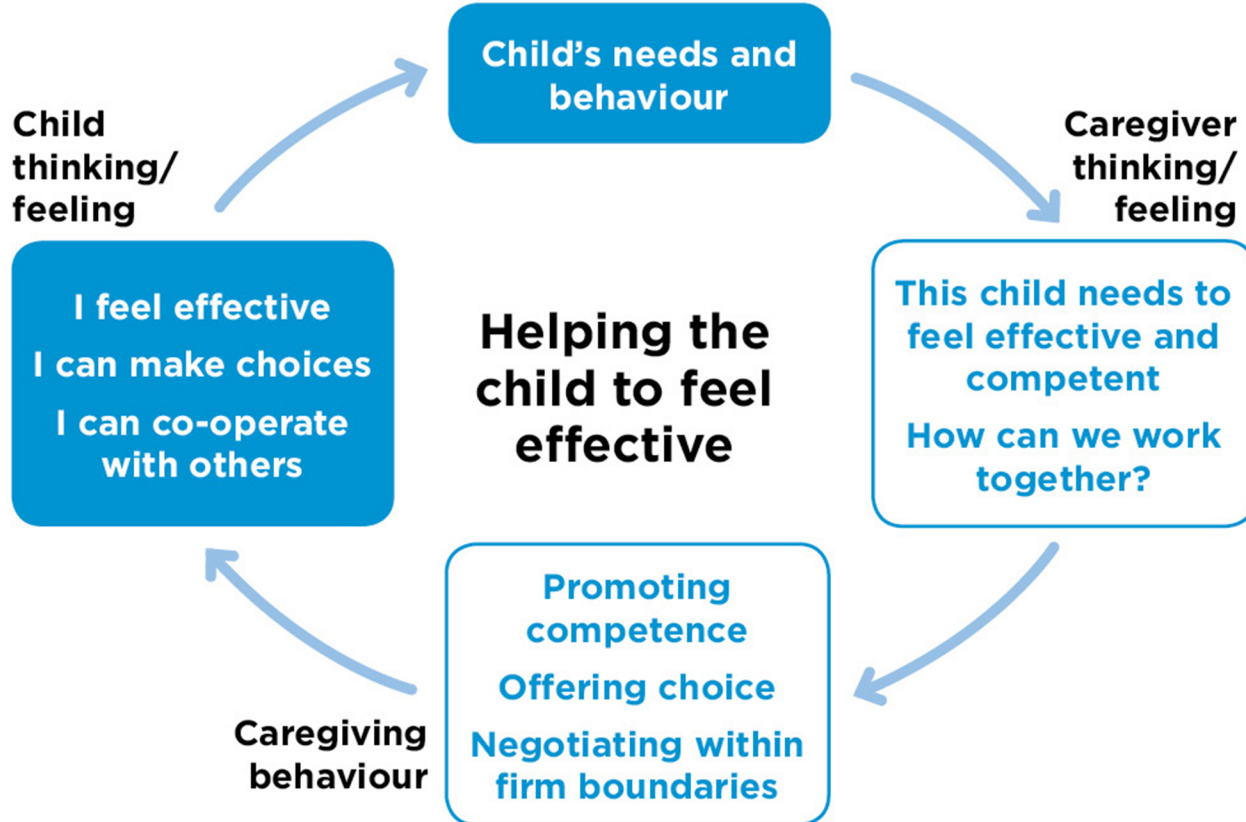 Child's needs and
behaviour
Caregiver
thinking/
feeling
This child needs to
feel effective and
competent
How can we work
together?
Promoting
competence
Offering choice
Negotiating within
firm boundaries
Caregiving
behaviour
Child
thinking/
feeling
I feel effective
I can make choices
I can co-operate
with others
Helping the
child to feel
effective